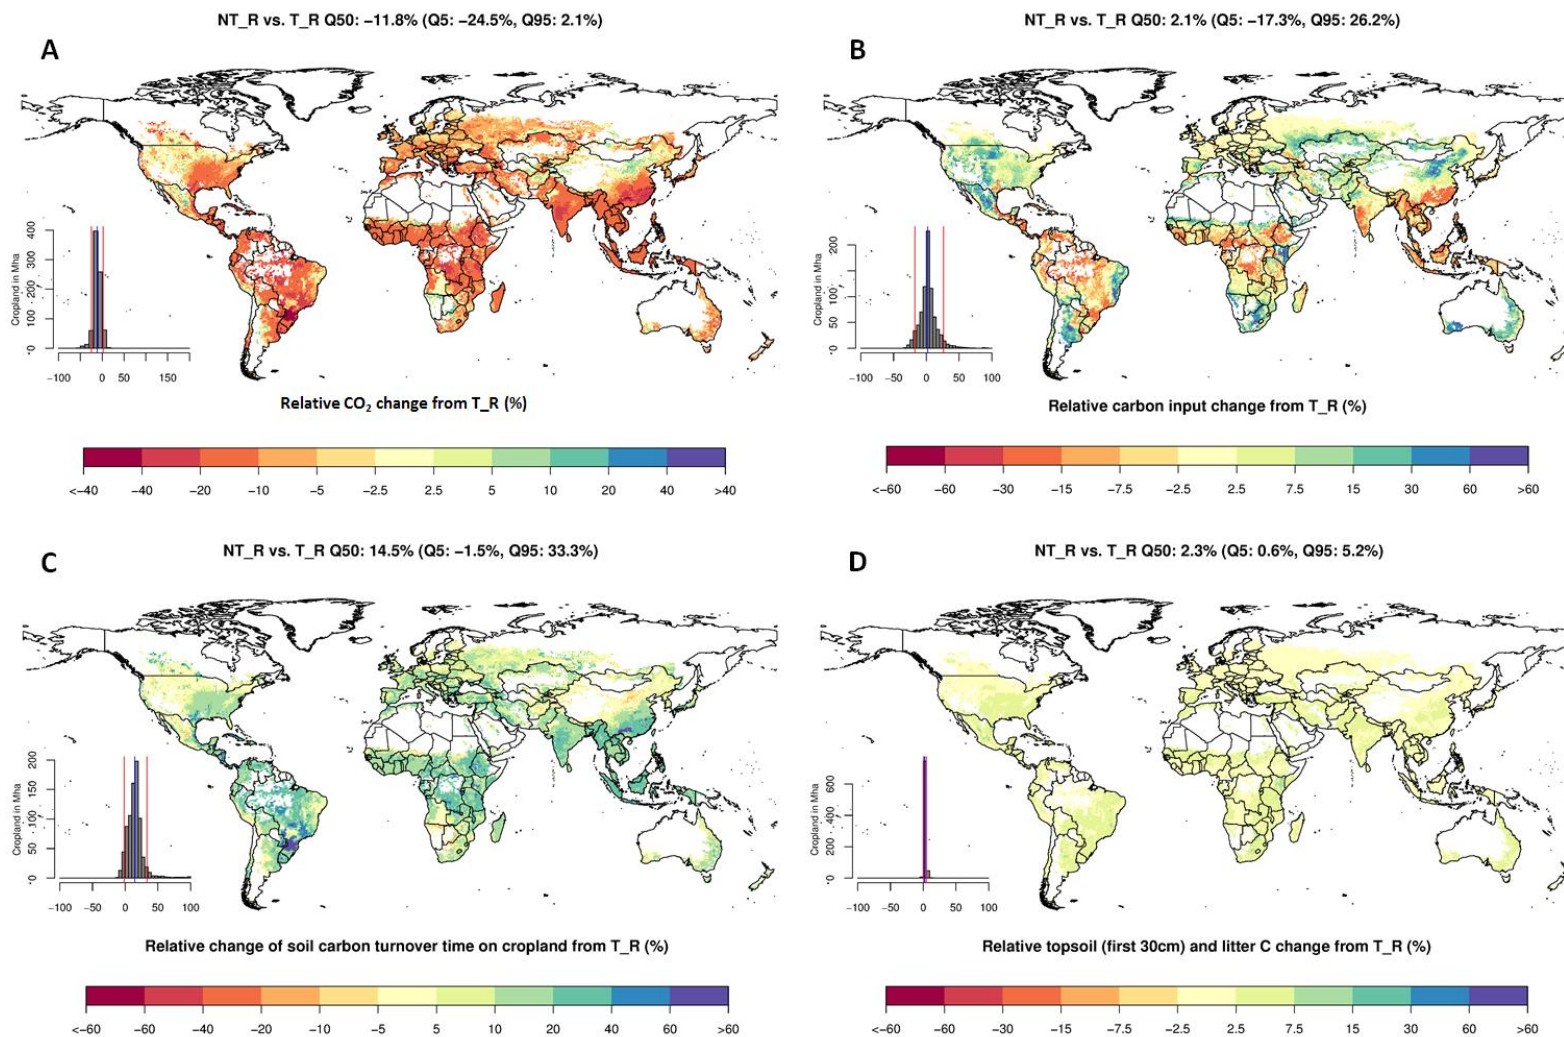 NT_R vs. T_R Q50: −11.8% (Q5: −24.5%, Q95: 2.1%)
A
Cropland in Mha
400
300
200
100
0
−100 0 50 150
Relative CO₂ change from T_R (%)
<−40 −40 −20 −10 −5 −2.5 2.5 5 10 20 40 >40
NT_R vs. T_R Q50: 2.1% (Q5: −17.3%, Q95: 26.2%)
B
Cropland in Mha
200
100
50
0
−100 −50 0 50 100
Relative carbon input change from T_R (%)
<−60 −60 −30 −15 −7.5 −2.5 2.5 7.5 15 30 60 >60
NT_R vs. T_R Q50: 14.5% (Q5: −1.5%, Q95: 33.3%)
C
Cropland in Mha
200
150
100
50
0
−100 −50 0 50 100
Relative change of soil carbon turnover time on cropland from T_R (%)
<−60 −60 −40 −20 −10 −5 5 10 20 40 60 >60
NT_R vs. T_R Q50: 2.3% (Q5: 0.6%, Q95: 5.2%)
D
Cropland in Mha
600
400
200
0
−100 −50 0 50 100
Relative topsoil (first 30cm) and litter C change from T_R (%)
<−60 −60 −30 −15 −7.5 −2.5 2.5 7.5 15 30 60 >60